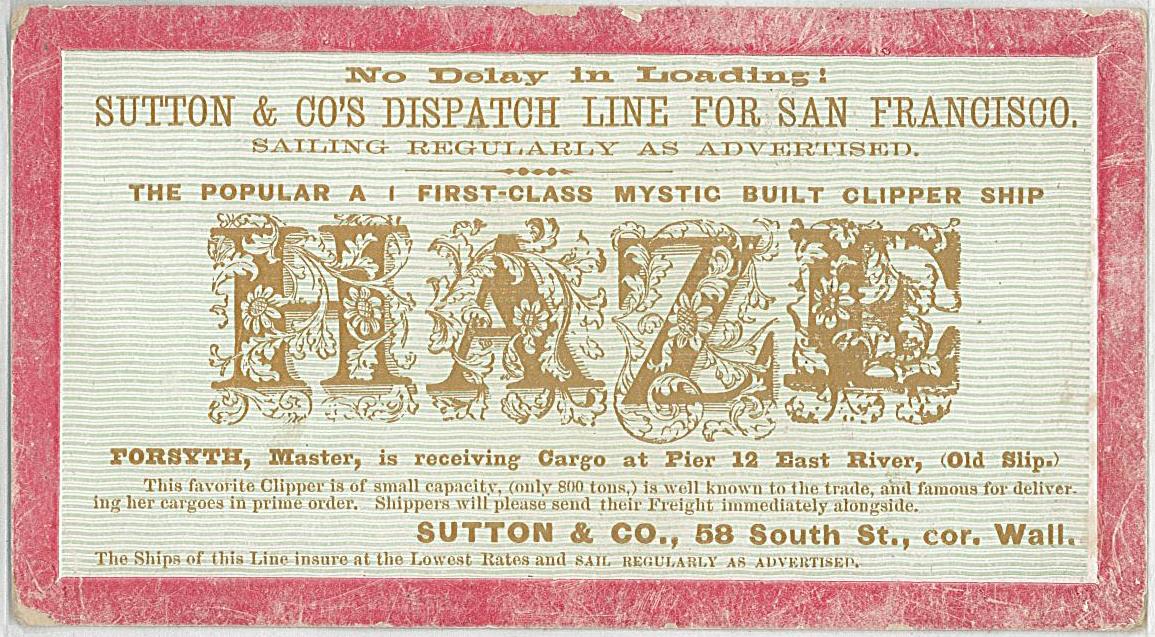 No Delay in Loading!
SUTTON & CO'S DISPATCH LINE FOR SAN FRANCISCO.
SAILING REGULARLY AS ADVERTISED.
THE POPULAR A 1 FIRST-CLASS MYSTIC BUILT CLIPPER SHIP
HAZE
FORSYTH, Master, is receiving Cargo at Pier 12 East River, (Old Slip.)
This favorite Clipper is of small capacity, (only 800 tons,) is well known to the trade, and famous for deliver-
ing her cargoes in prime order. Shippers will please send their Freight immediately alongside.
SUTTON & CO., 58 South St., cor. Wall.
The Ships of this Line insure at the Lowest Rates and SAIL REGULARLY AS ADVERTISED.